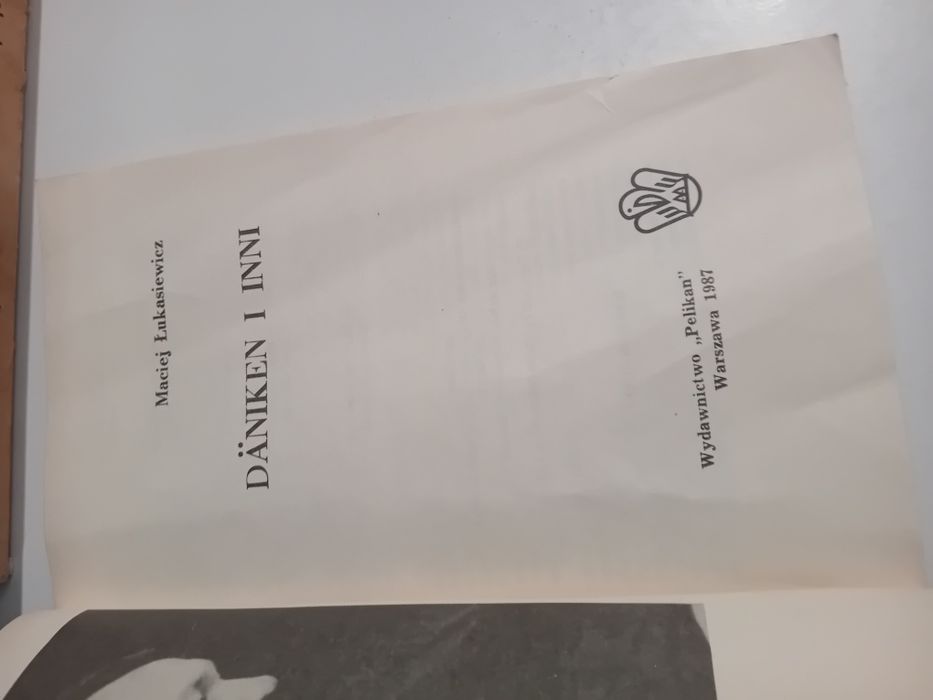 Maciej Łukasiewicz
DÄNIKEN I INNI
Wydawnictwo „Pelikan”
Warszawa 1987